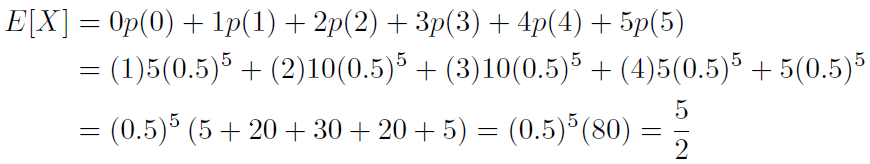 E[X] = 0p(0) + 1p(1) + 2p(2) + 3p(3) + 4p(4) + 5p(5)
= (1)5(0.5)^5 + (2)10(0.5)^5 + (3)10(0.5)^5 + (4)5(0.5)^5 + 5(0.5)^5
= (0.5)^5 (5 + 20 + 30 + 20 + 5) = (0.5)^5(80) = 5/2